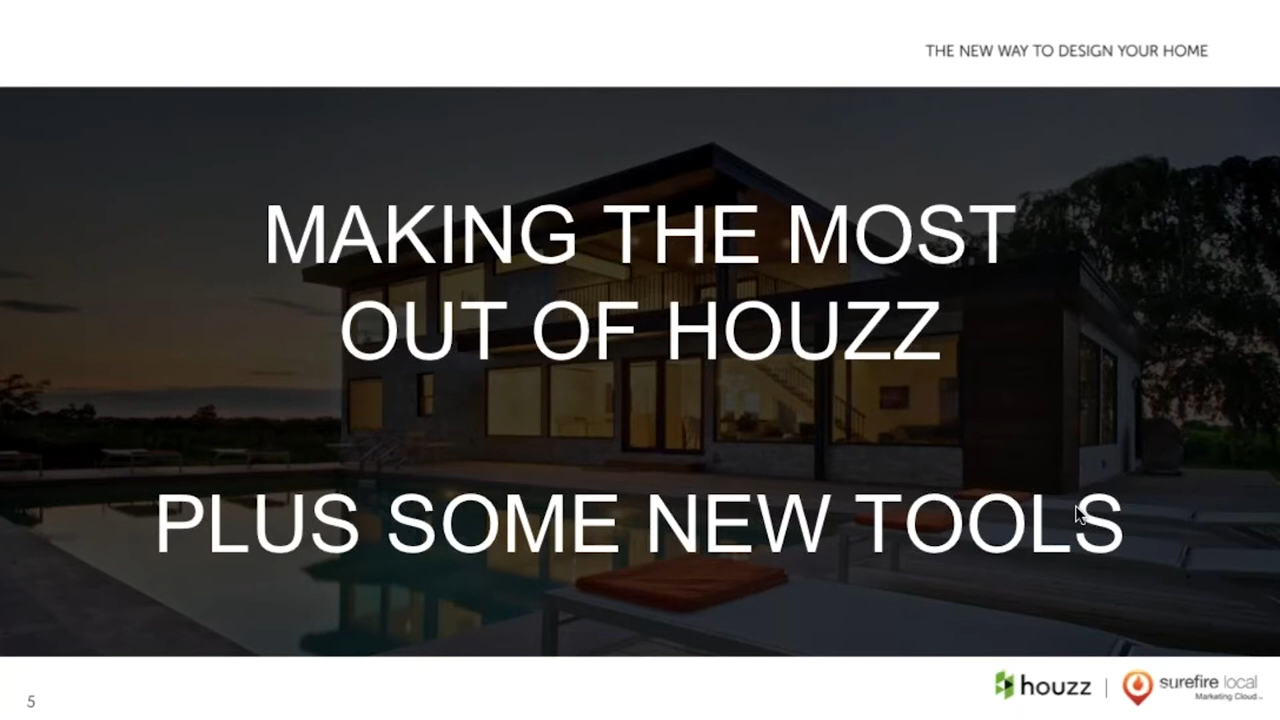 THE NEW WAY TO DESIGN YOUR HOME
MAKING THE MOST
OUT OF HOUZZ
PLUS SOME NEW TOOLS
houzz | surefire local
Marketing Cloud™
5